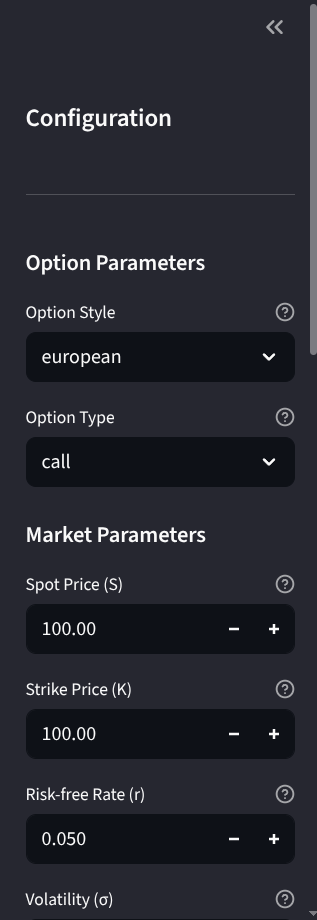 Configuration
Option Parameters
Option Style
european
Option Type
call
Market Parameters
Spot Price (S)
100.00
Strike Price (K)
100.00
Risk-free Rate (r)
0.050
Volatility (σ)